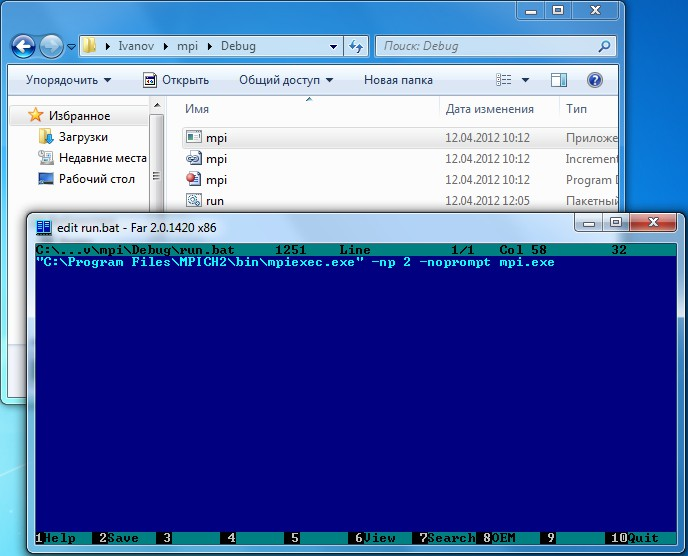 Ivanov mpi Debug
Поиск: Debug
Упорядочить Открыть Общий доступ Новая папка
Избранное
Загрузки
Недавние места
Рабочий стол
Имя Дата изменения Тип
mpi 12.04.2012 10:12 Приложе
mpi 12.04.2012 10:12 Increment
mpi 12.04.2012 10:12 Program D
run 12.04.2012 12:05 Пакетный
edit run.bat - Far 2.0.1420 x86
C:\...v\mpi\Debug\run.bat 1251 Line 1/1 Col 58 32
"C:\Program Files\MPICH2\bin\mpiexec.exe" -np 2 -noprompt mpi.exe
1Help 2Save 3 4 5 6View 7Search 8OEM 9 10Quit